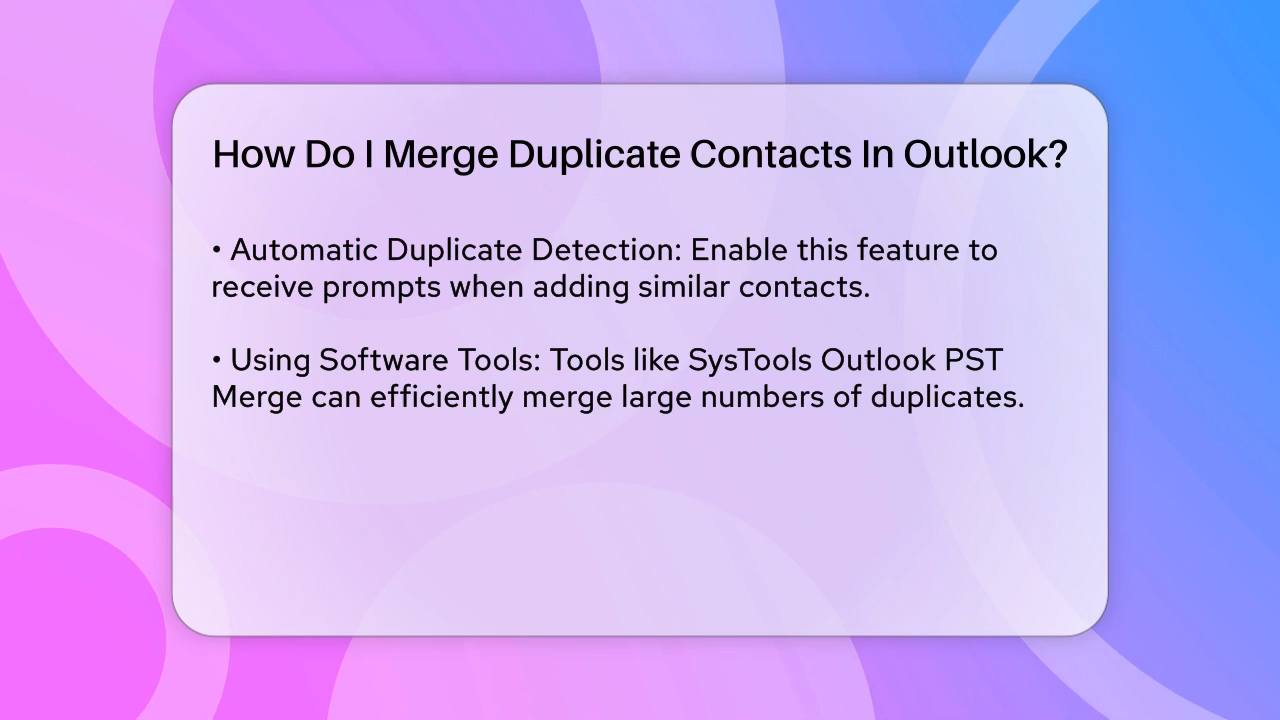 How Do I Merge Duplicate Contacts In Outlook?
• Automatic Duplicate Detection: Enable this feature to
receive prompts when adding similar contacts.
• Using Software Tools: Tools like SysTools Outlook PST
Merge can efficiently merge large numbers of duplicates.